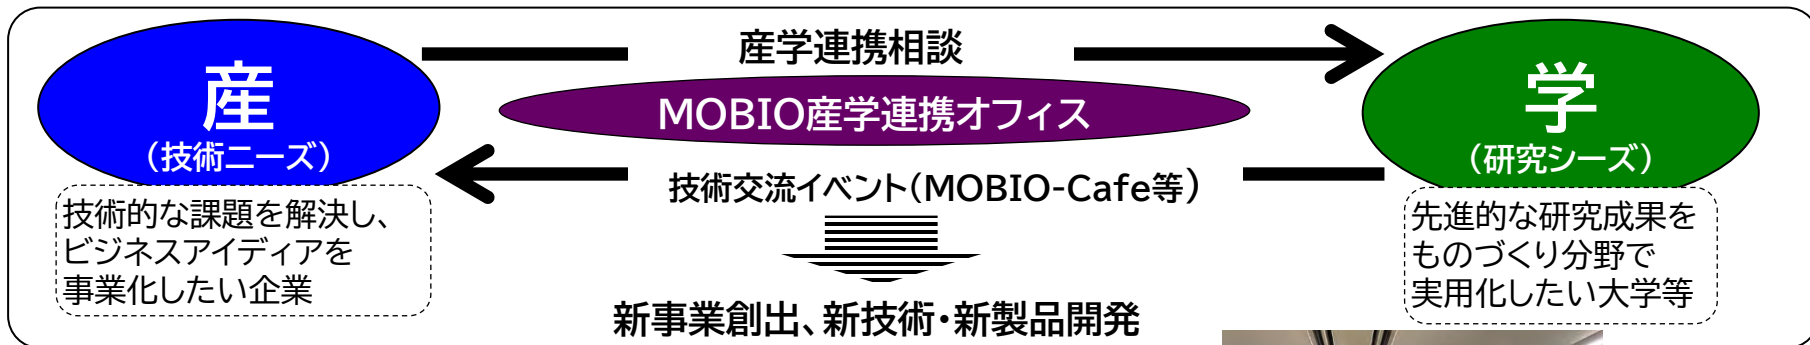 産
（技術ニーズ）
技術的な課題を解決し、
ビジネスアイディアを
事業化したい企業
産学連携相談
MOBIO産学連携オフィス
技術交流イベント（MOBIO-Cafe等）
新事業創出、新技術・新製品開発
学
（研究シーズ）
先進的な研究成果を
ものづくり分野で
実用化したい大学等